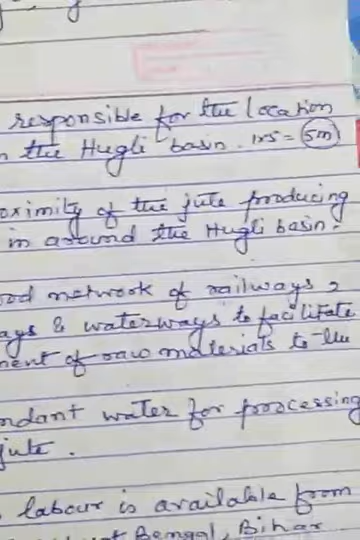 responsible for the location
the Hugli basin. 1x5 = 5m
oximity of the jute producing
in around the Hugli basin.
ood network of railways,
ays & waterways to facilitate
ment of raw materials to the
ndant water for processing
jute.
labour is available from
Bengal, Bihar